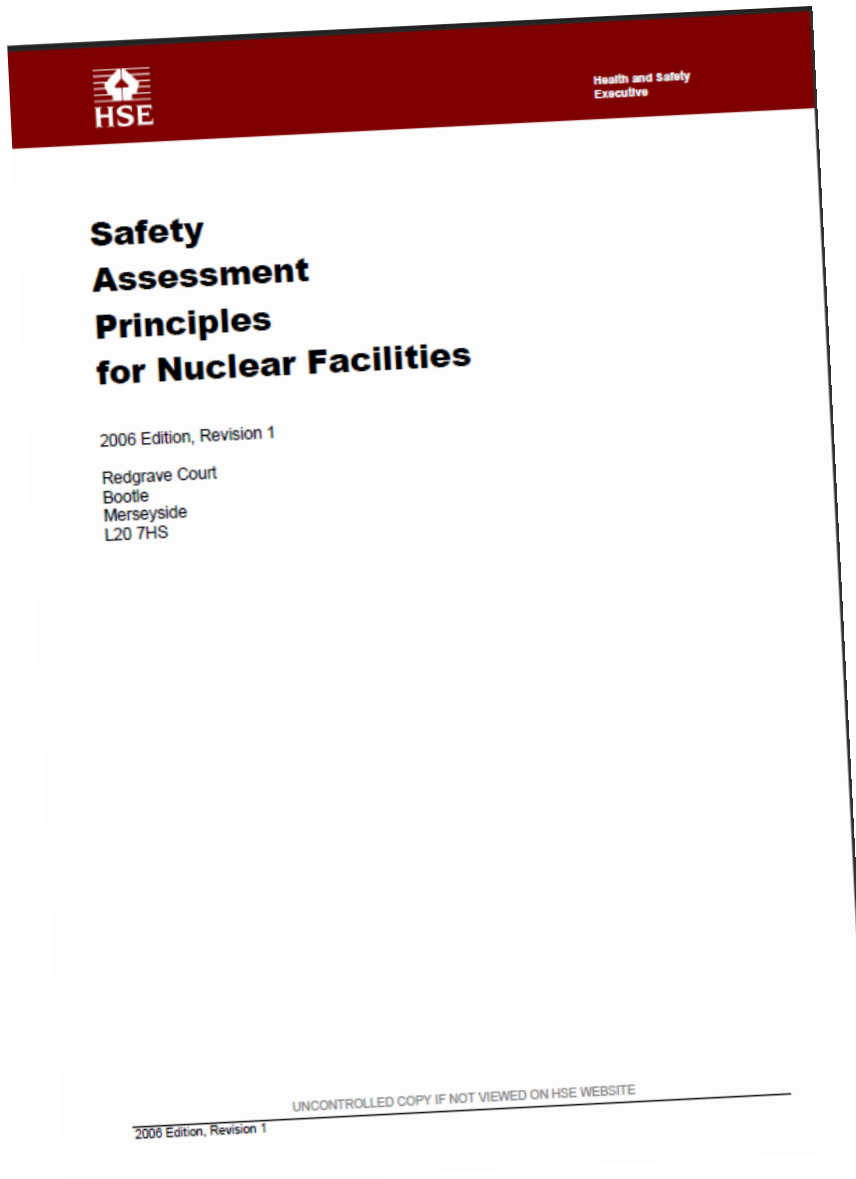 HSE
Health and Safety
Executive
Safety
Assessment
Principles
for Nuclear Facilities
2006 Edition, Revision 1
Redgrave Court
Bootle
Merseyside
L20 7HS
UNCONTROLLED COPY IF NOT VIEWED ON HSE WEBSITE
2006 Edition, Revision 1